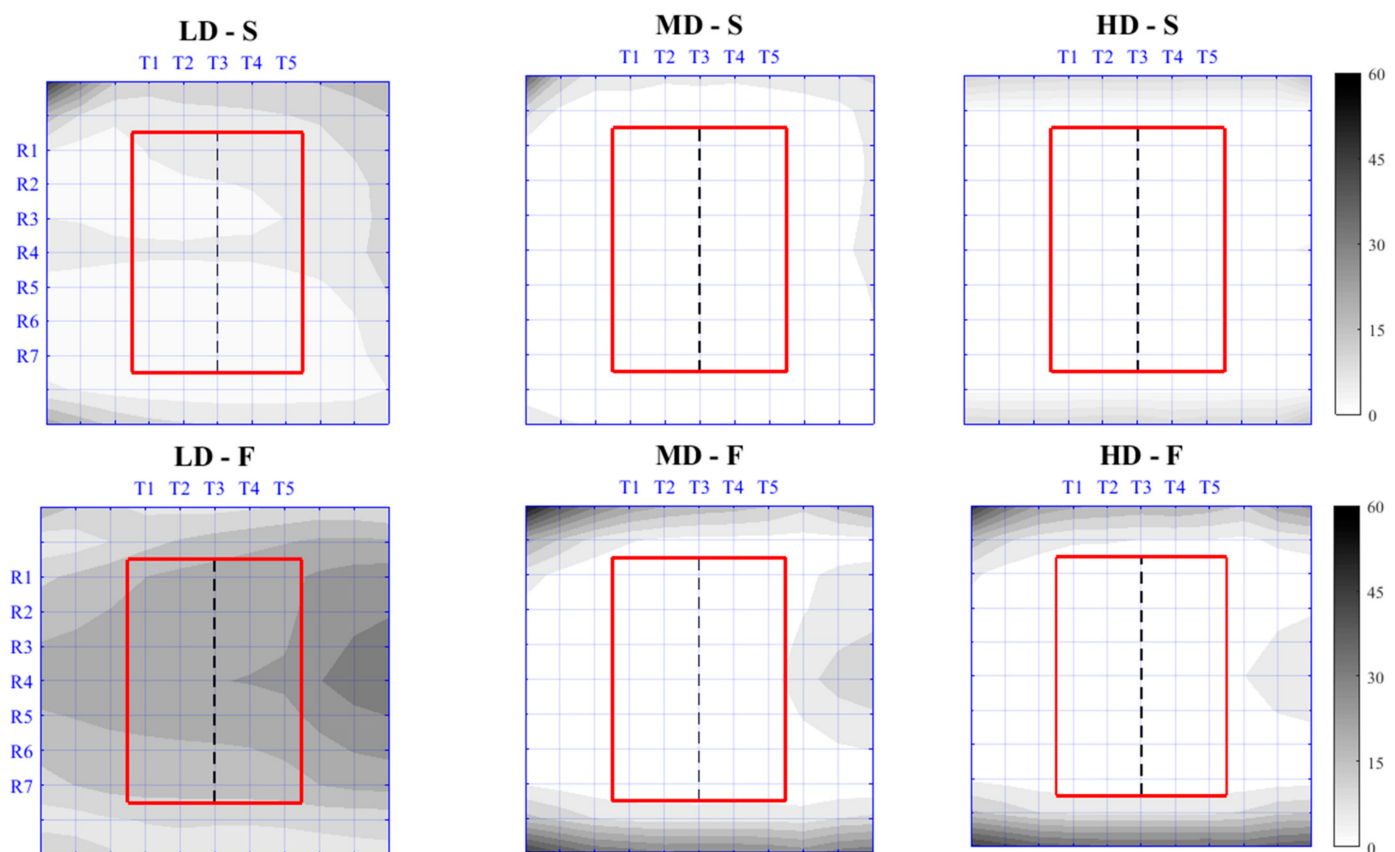 LD - S
T1 T2 T3 T4 T5
R1
R2
R3
R4
R5
R6
R7
MD - S
T1 T2 T3 T4 T5
HD - S
T1 T2 T3 T4 T5
60
45
30
15
0
LD - F
T1 T2 T3 T4 T5
R1
R2
R3
R4
R5
R6
R7
MD - F
T1 T2 T3 T4 T5
HD - F
T1 T2 T3 T4 T5
60
45
30
15
0